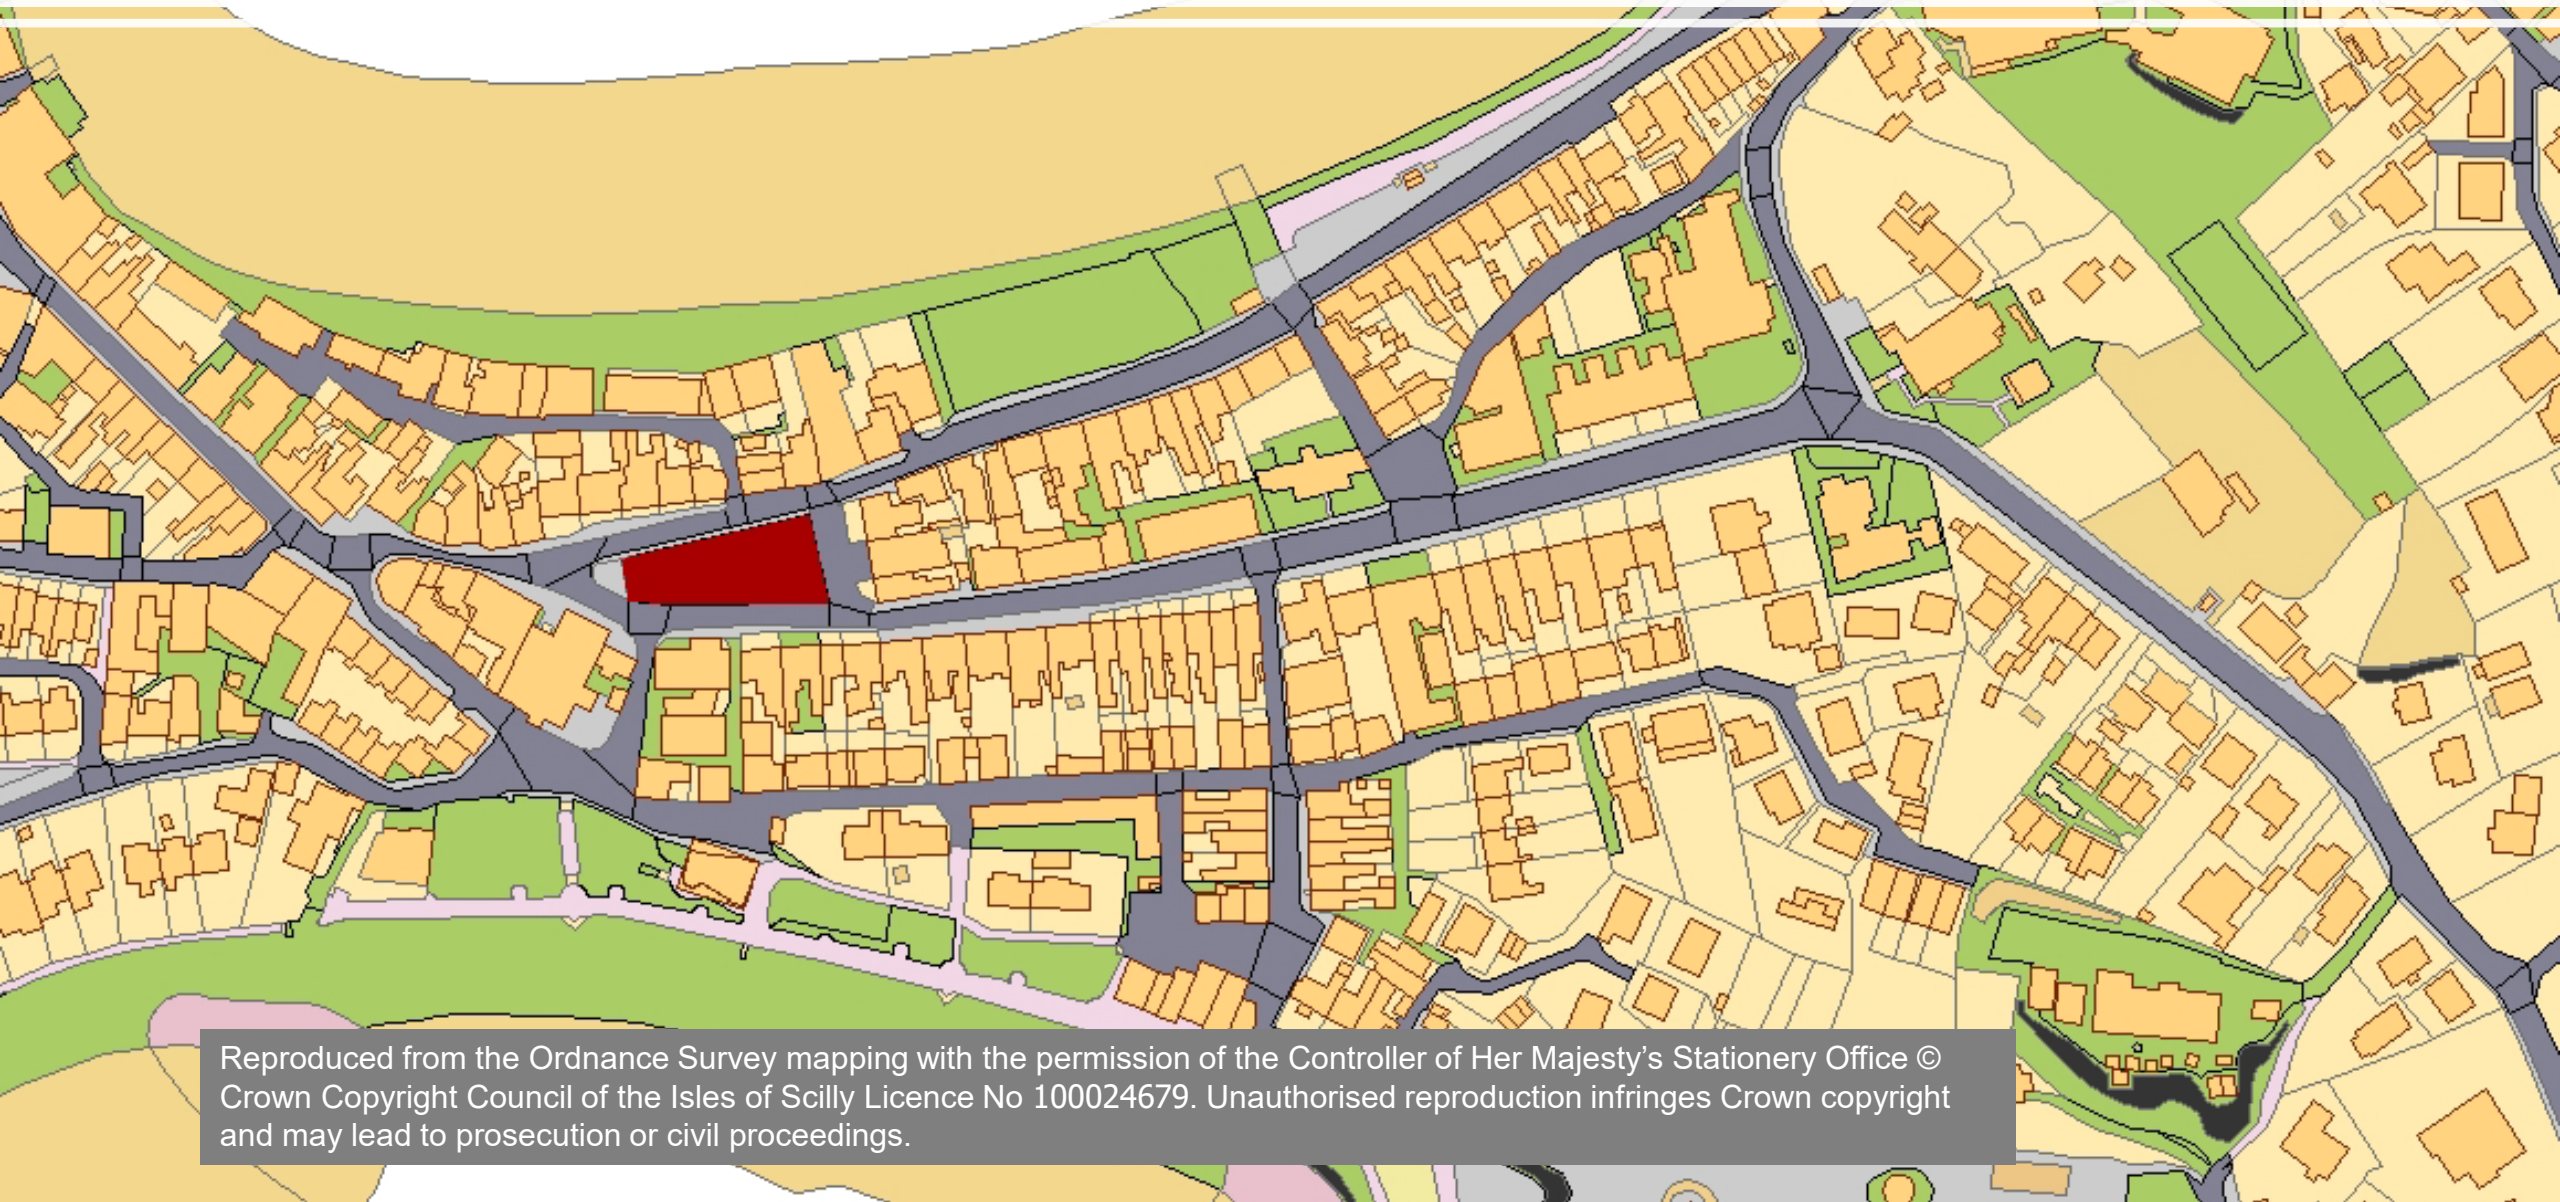 Reproduced from the Ordnance Survey mapping with the permission of the Controller of Her Majesty’s Stationery Office ©
Crown Copyright Council of the Isles of Scilly Licence No 100024679. Unauthorised reproduction infringes Crown copyright
and may lead to prosecution or civil proceedings.